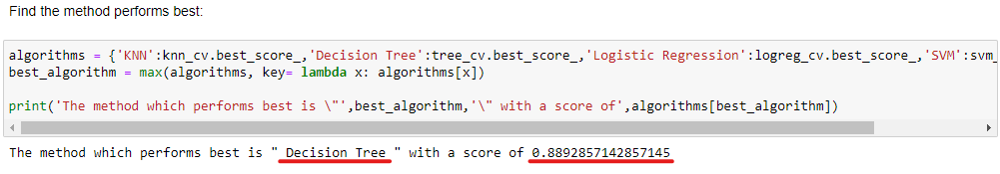 Find the method performs best:
algorithms = {'KNN':knn_cv.best_score_,'Decision Tree':tree_cv.best_score_,'Logistic Regression':logreg_cv.best_score_,'SVM':svm_
best_algorithm = max(algorithms, key= lambda x: algorithms[x])
print('The method which performs best is \"',best_algorithm,'\" with a score of',algorithms[best_algorithm])
The method which performs best is " Decision Tree " with a score of 0.8892857142857145